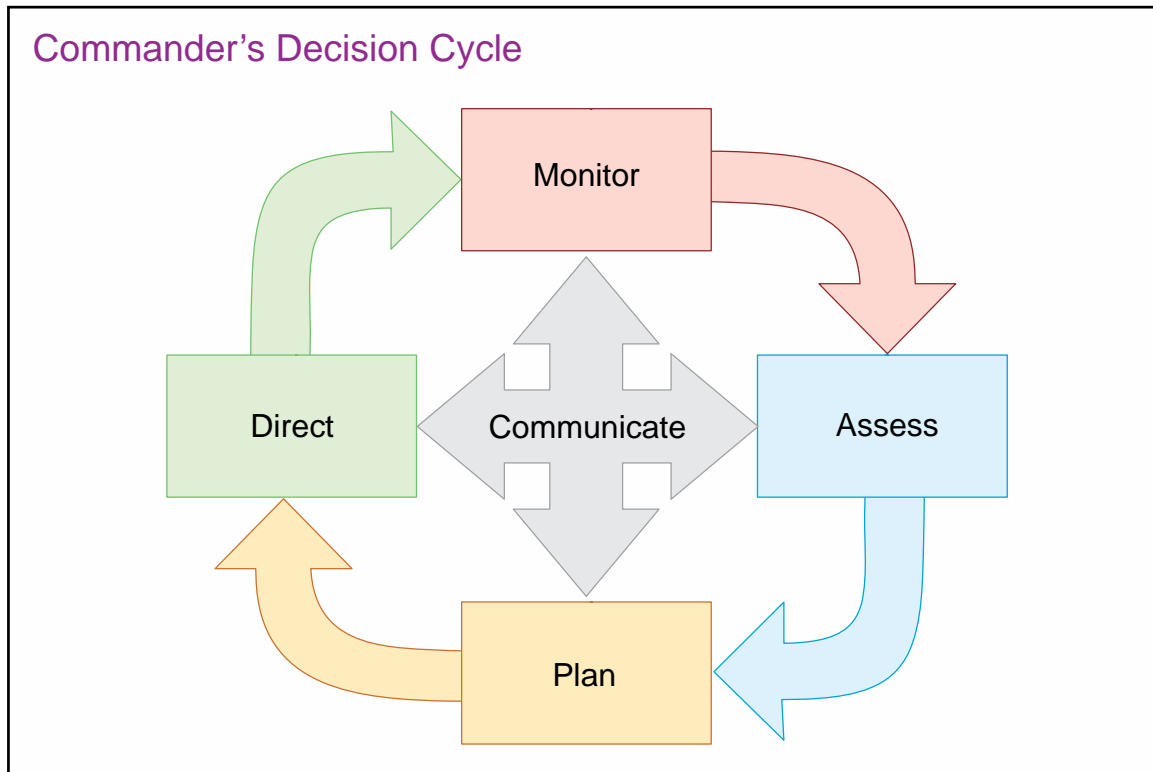 Commander’s Decision Cycle
Monitor
Direct
Communicate
Assess
Plan